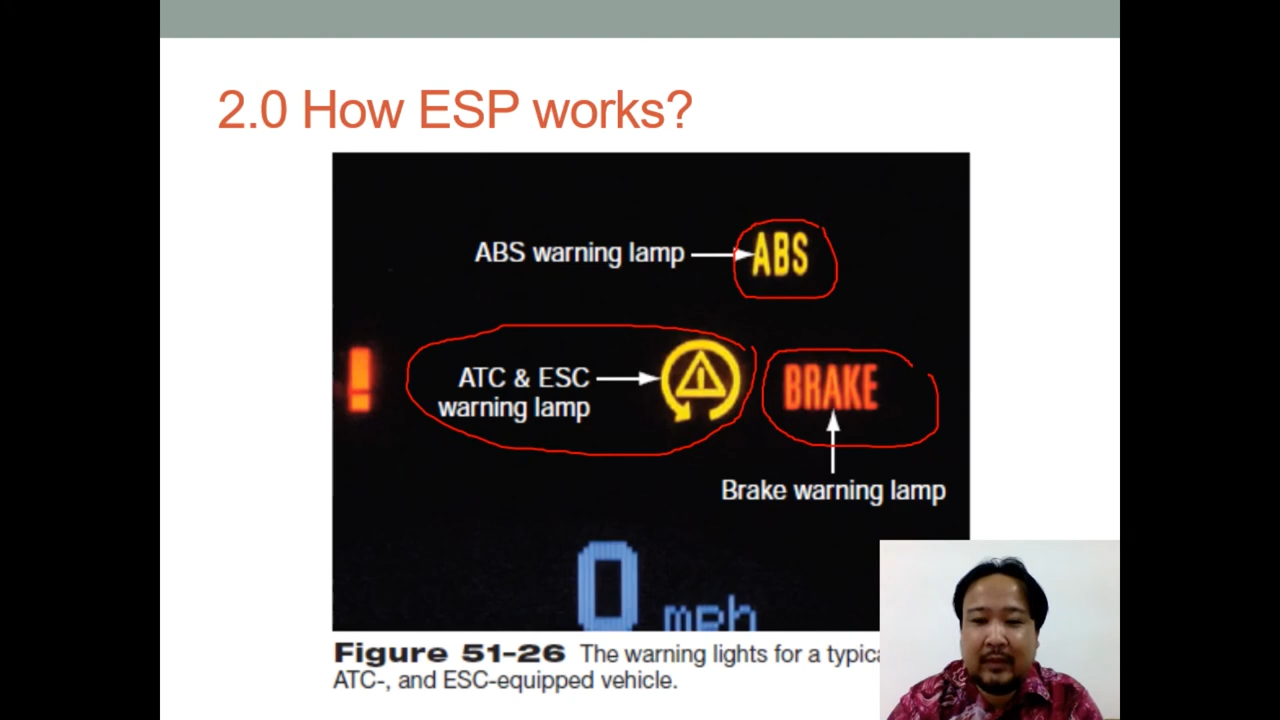 2.0 How ESP works?
ABS warning lamp
ABS
!
ATC & ESC
warning lamp
BRAKE
Brake warning lamp
0 mph
Figure 51-26 The warning lights for a
ATC-, and ESC-equipped vehicle.